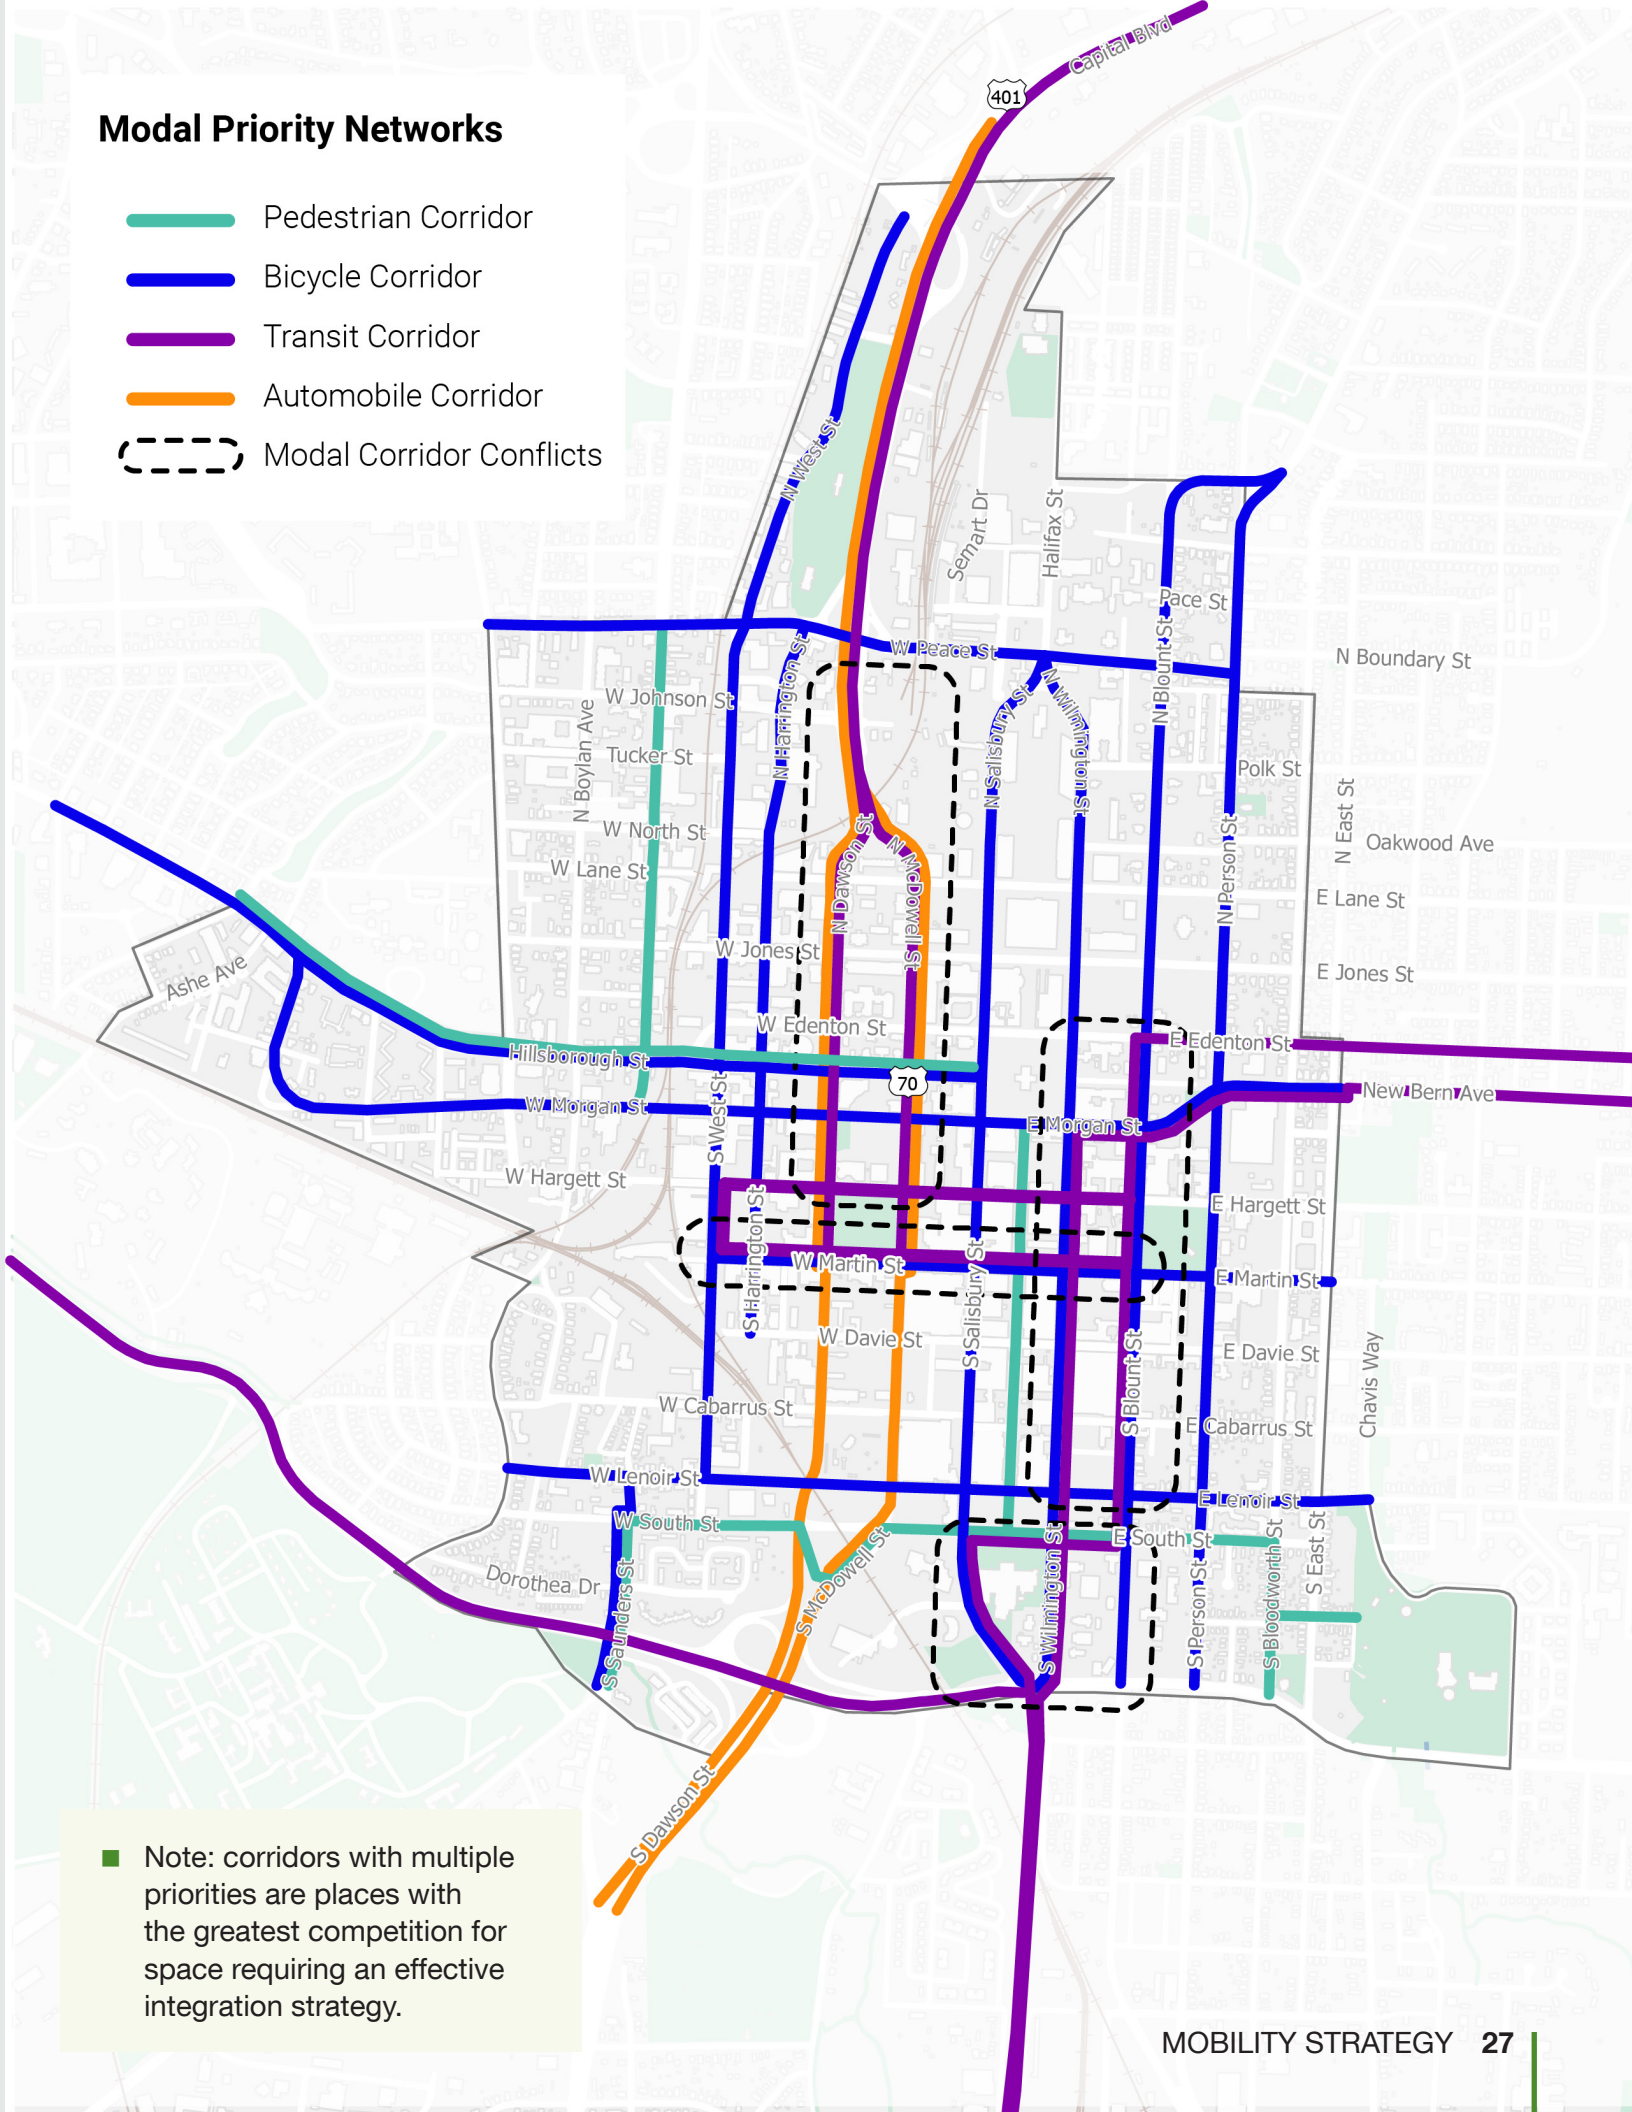 Capital Blvd
401
Modal Priority Networks
Pedestrian Corridor
Bicycle Corridor
Transit Corridor
Automobile Corridor
Modal Corridor Conflicts
N West St
Semart Dr
Halifax St
Pace St
N Blount St
W Peace St
N Boundary St
N Harrington St
W Johnson St
N Boylan Ave
N Salisbury St
N Wilmington St
Tucker St
Polk St
N East St
N Person St
W North St
N Dawson St
N McDowell St
Oakwood Ave
W Lane St
E Lane St
W Jones St
E Jones St
Ashe Ave
W Edenton St
E Edenton St
Hillsborough St
70
New Bern Ave
W Morgan St
S West St
E Morgan St
W Hargett St
E Hargett St
S Harrington St
W Martin St
S Salisbury St
E Martin St
W Davie St
S Blount St
E Davie St
Chavis Way
W Cabarrus St
E Cabarrus St
W Lenoir St
E Lenoir St
W South St
E South St
S McDowell St
S Wilmington St
S Person St
S Bloodworth St
S East St
Dorothea Dr
S Saunders St
S Dawson St
■ Note: corridors with multiple
priorities are places with
the greatest competition for
space requiring an effective
integration strategy.
MOBILITY STRATEGY 27